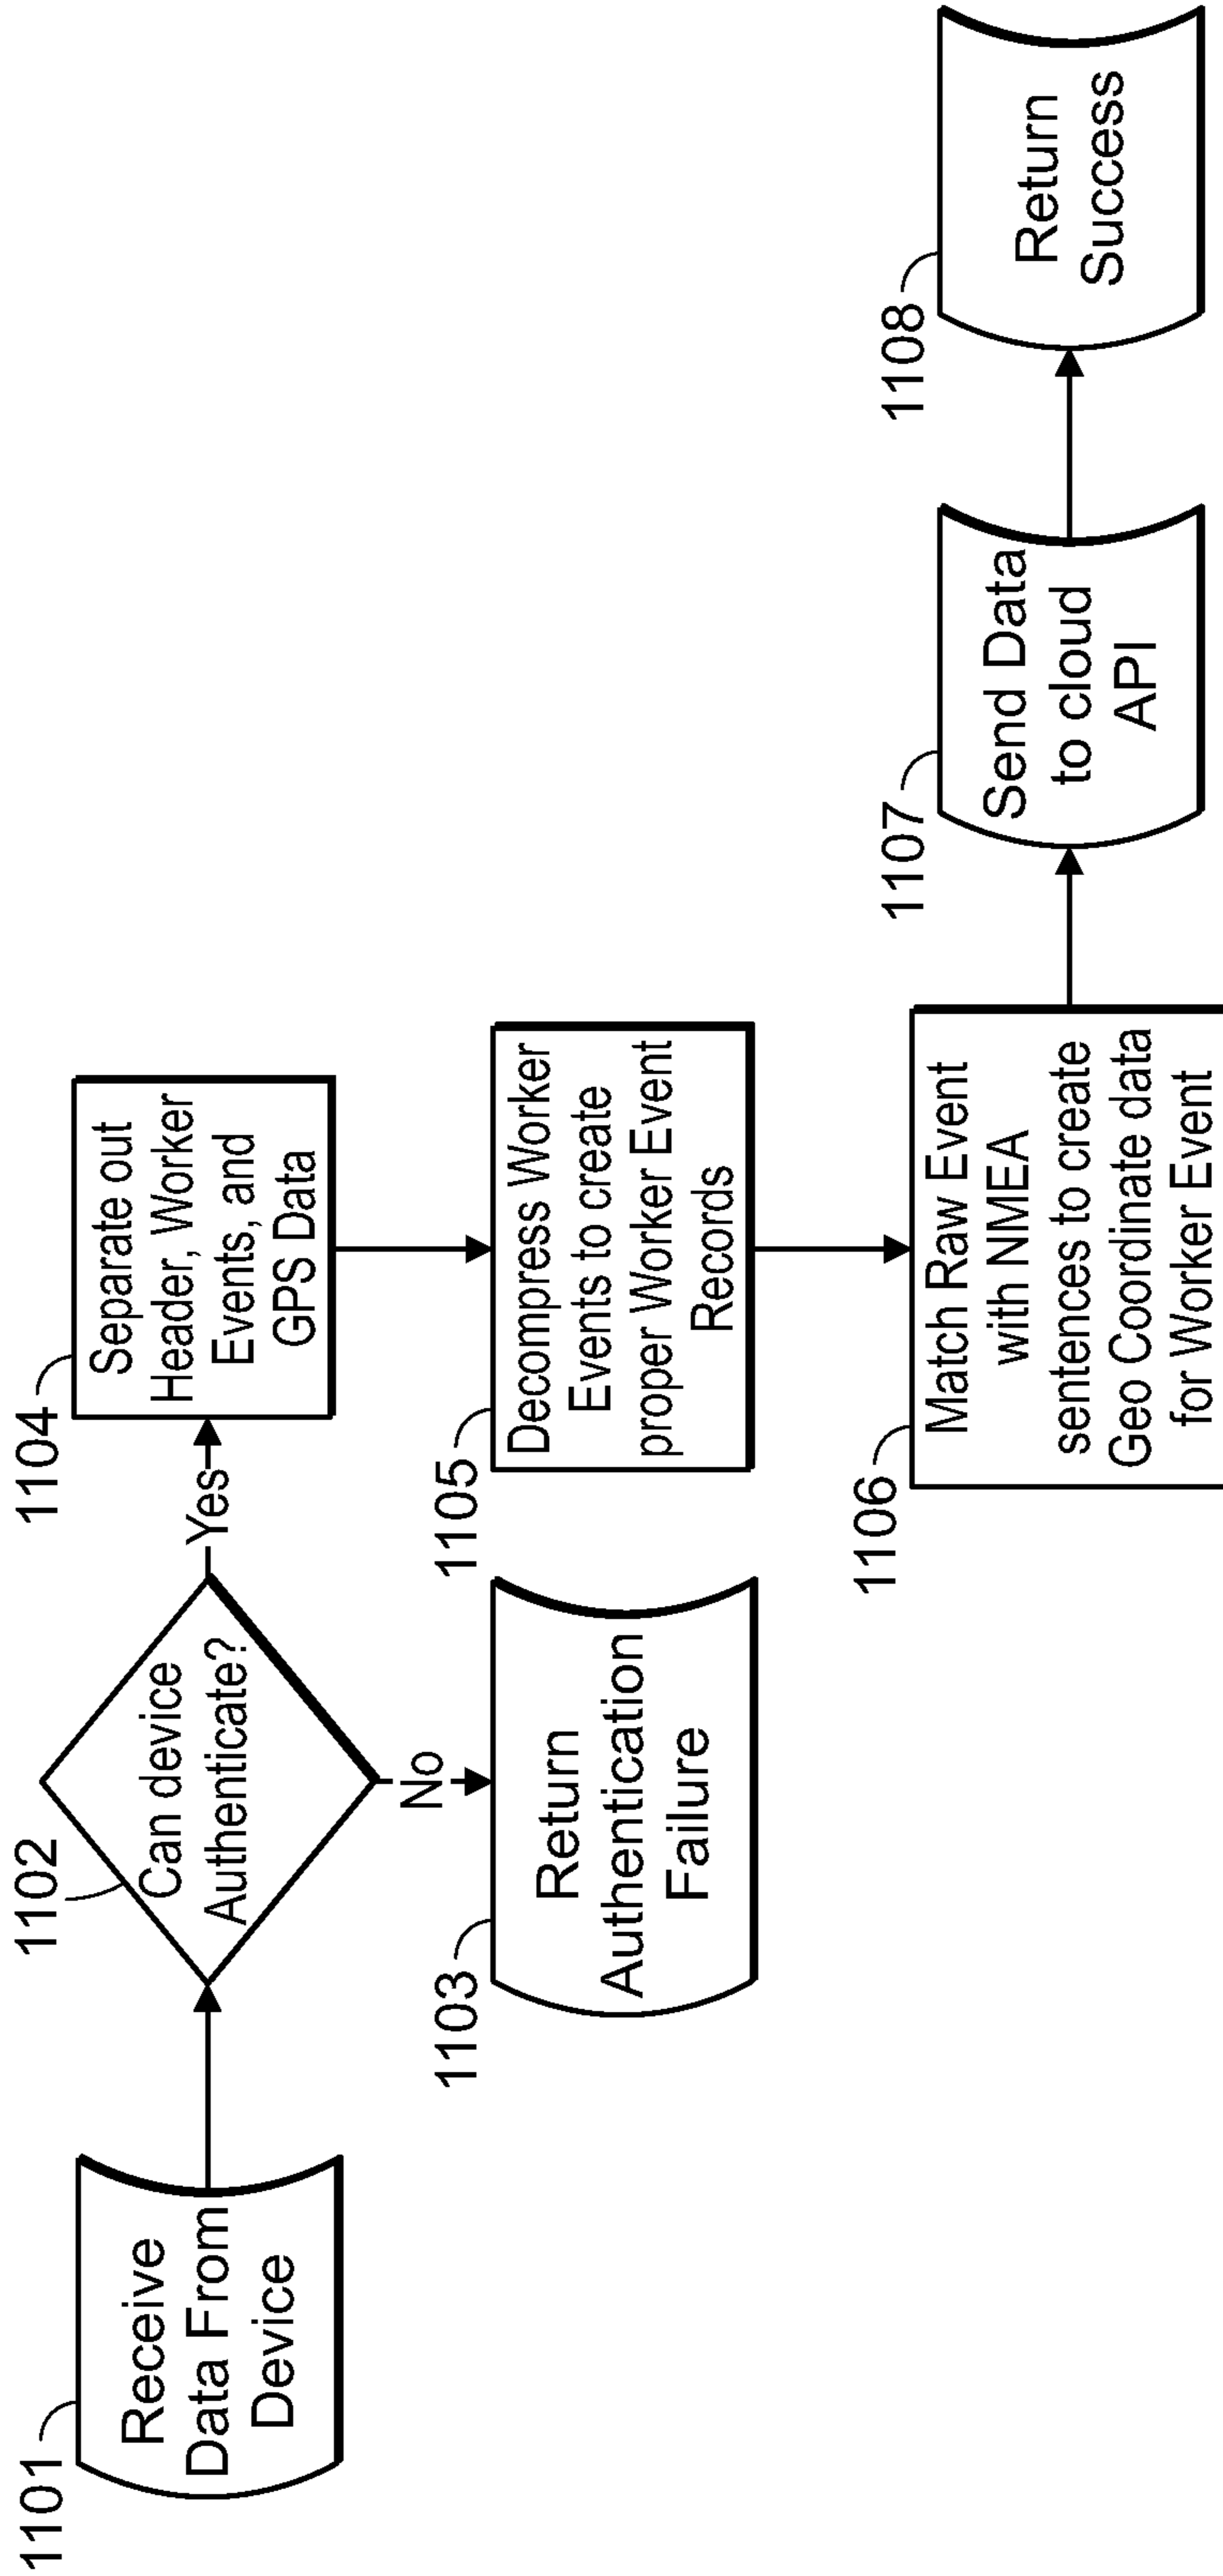 1101
Receive
Data From
Device
1102
Can device
Authenticate?
Yes
No
1103
Return
Authentication
Failure
1104
Separate out
Header, Worker
Events, and
GPS Data
1105
Decompress Worker
Events to create
proper Worker Event
Records
1106
Match Raw Event
with NMEA
sentences to create
Geo Coordinate data
for Worker Event
1107
Send Data
to cloud
API
1108
Return
Success